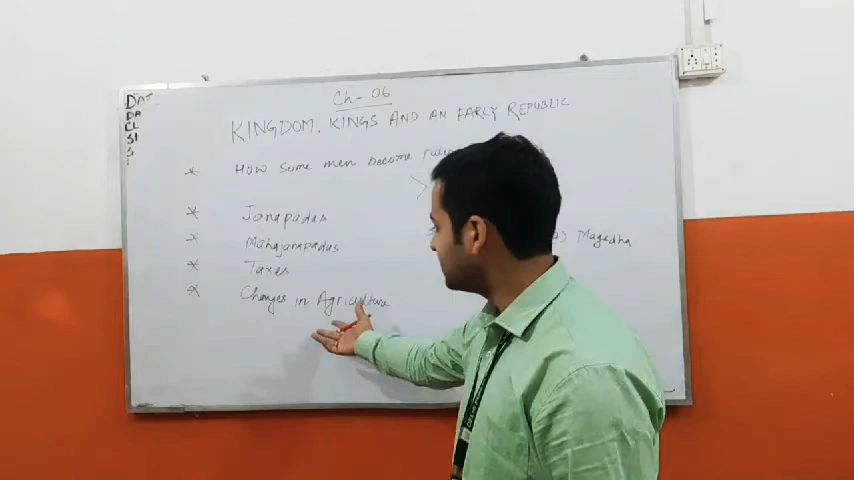 Ch- 06
KINGDOM, KINGS AND AN EARLY REPUBLIC
* How some men become
* Janapadas
* Mahajanapadas
Magadha
* Taxes
* Changes in Agriculture